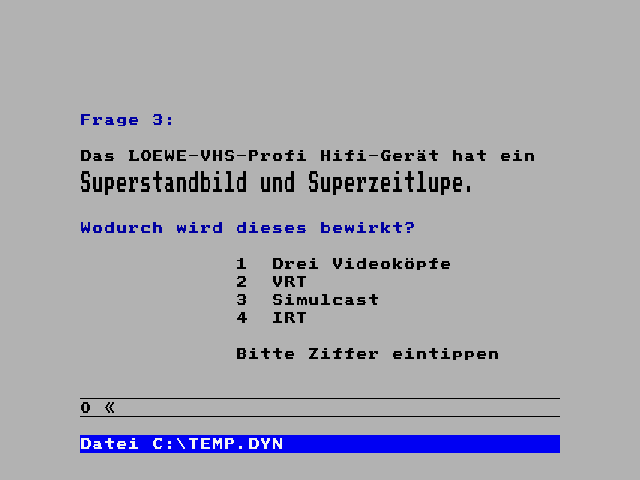 Frage 3:
Das LOEWE-VHS-Profi Hifi-Gerät hat ein
Superstandbild und Superzeitlupe.
Wodurch wird dieses bewirkt?
1 Drei Videoköpfe
2 VRT
3 Simulcast
4 IRT
Bitte Ziffer eintippen
0 «
Datei C:\TEMP.DYN